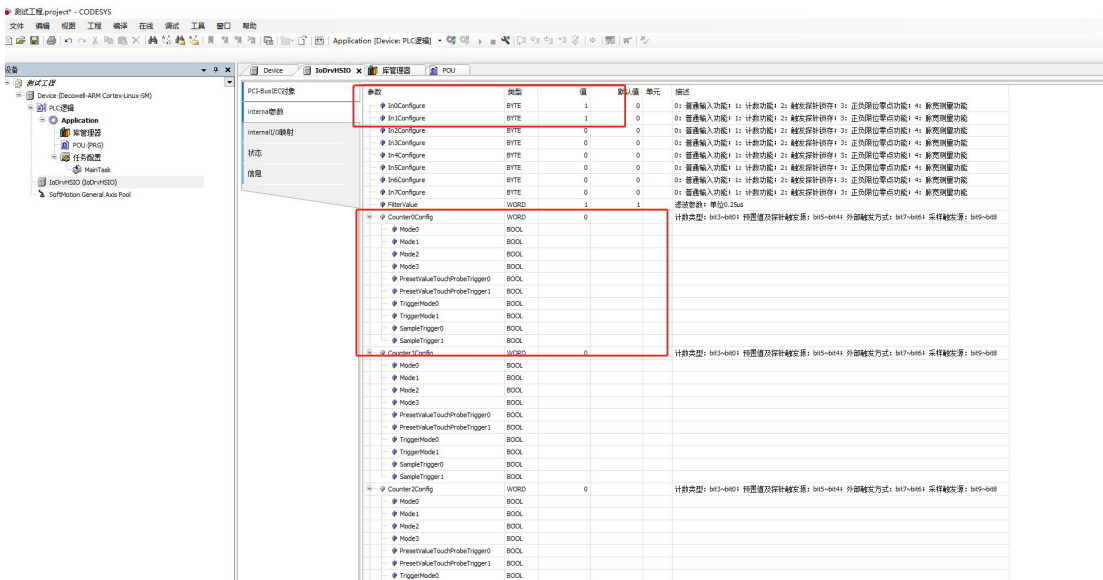 测试工程.project* - CODESYS
文件 编辑 视图 工程 编译 在线 调试 工具 窗口 帮助
Application [Device: PLC逻辑]
设备
Device IoDrvHSIO 库管理器 POU
测试工程
Device (Decowell-ARM Cortex-Linux-SM)
PLC逻辑
Application
库管理器
POU (PRG)
任务配置
MainTask
IoDrvHSIO (IoDrvHSIO)
SoftMotion General Axis Pool
PCI-BusIEC对象
internal参数
internalI/O映射
状态
信息
参数 类型 值 默认值 单元 描述
In0Configure BYTE 1 0 0: 普通输入功能; 1: 计数功能; 2: 触发探针锁存; 3: 正负限位零点功能; 4: 脉宽测量功能
In1Configure BYTE 1 0 0: 普通输入功能; 1: 计数功能; 2: 触发探针锁存; 3: 正负限位零点功能; 4: 脉宽测量功能
In2Configure BYTE 0 0 0: 普通输入功能; 1: 计数功能; 2: 触发探针锁存; 3: 正负限位零点功能; 4: 脉宽测量功能
In3Configure BYTE 0 0 0: 普通输入功能; 1: 计数功能; 2: 触发探针锁存; 3: 正负限位零点功能; 4: 脉宽测量功能
In4Configure BYTE 0 0 0: 普通输入功能; 1: 计数功能; 2: 触发探针锁存; 3: 正负限位零点功能; 4: 脉宽测量功能
In5Configure BYTE 0 0 0: 普通输入功能; 1: 计数功能; 2: 触发探针锁存; 3: 正负限位零点功能; 4: 脉宽测量功能
In6Configure BYTE 0 0 0: 普通输入功能; 1: 计数功能; 2: 触发探针锁存; 3: 正负限位零点功能; 4: 脉宽测量功能
In7Configure BYTE 0 0 0: 普通输入功能; 1: 计数功能; 2: 触发探针锁存; 3: 正负限位零点功能; 4: 脉宽测量功能
FilterValue WORD 1 1 滤波参数: 单位0.25us
Counter0Config WORD 0 计数类型: bit3~bit0; 预置值及探针触发源: bit5~bit4; 外部触发方式: bit7~bit6; 采样触发源: bit9~bit8
Mode0 BOOL
Mode1 BOOL
Mode2 BOOL
Mode3 BOOL
PresetValueTouchProbeTrigger0 BOOL
PresetValueTouchProbeTrigger1 BOOL
TriggerMode0 BOOL
TriggerMode1 BOOL
SampleTrigger0 BOOL
SampleTrigger1 BOOL
Counter1Config WORD 0 计数类型: bit3~bit0; 预置值及探针触发源: bit5~bit4; 外部触发方式: bit7~bit6; 采样触发源: bit9~bit8
Mode0 BOOL
Mode1 BOOL
Mode2 BOOL
Mode3 BOOL
PresetValueTouchProbeTrigger0 BOOL
PresetValueTouchProbeTrigger1 BOOL
TriggerMode0 BOOL
TriggerMode1 BOOL
SampleTrigger0 BOOL
SampleTrigger1 BOOL
Counter2Config WORD 0 计数类型: bit3~bit0; 预置值及探针触发源: bit5~bit4; 外部触发方式: bit7~bit6; 采样触发源: bit9~bit8
Mode0 BOOL
Mode1 BOOL
Mode2 BOOL
Mode3 BOOL
PresetValueTouchProbeTrigger0 BOOL
PresetValueTouchProbeTrigger1 BOOL
TriggerMode0 BOOL